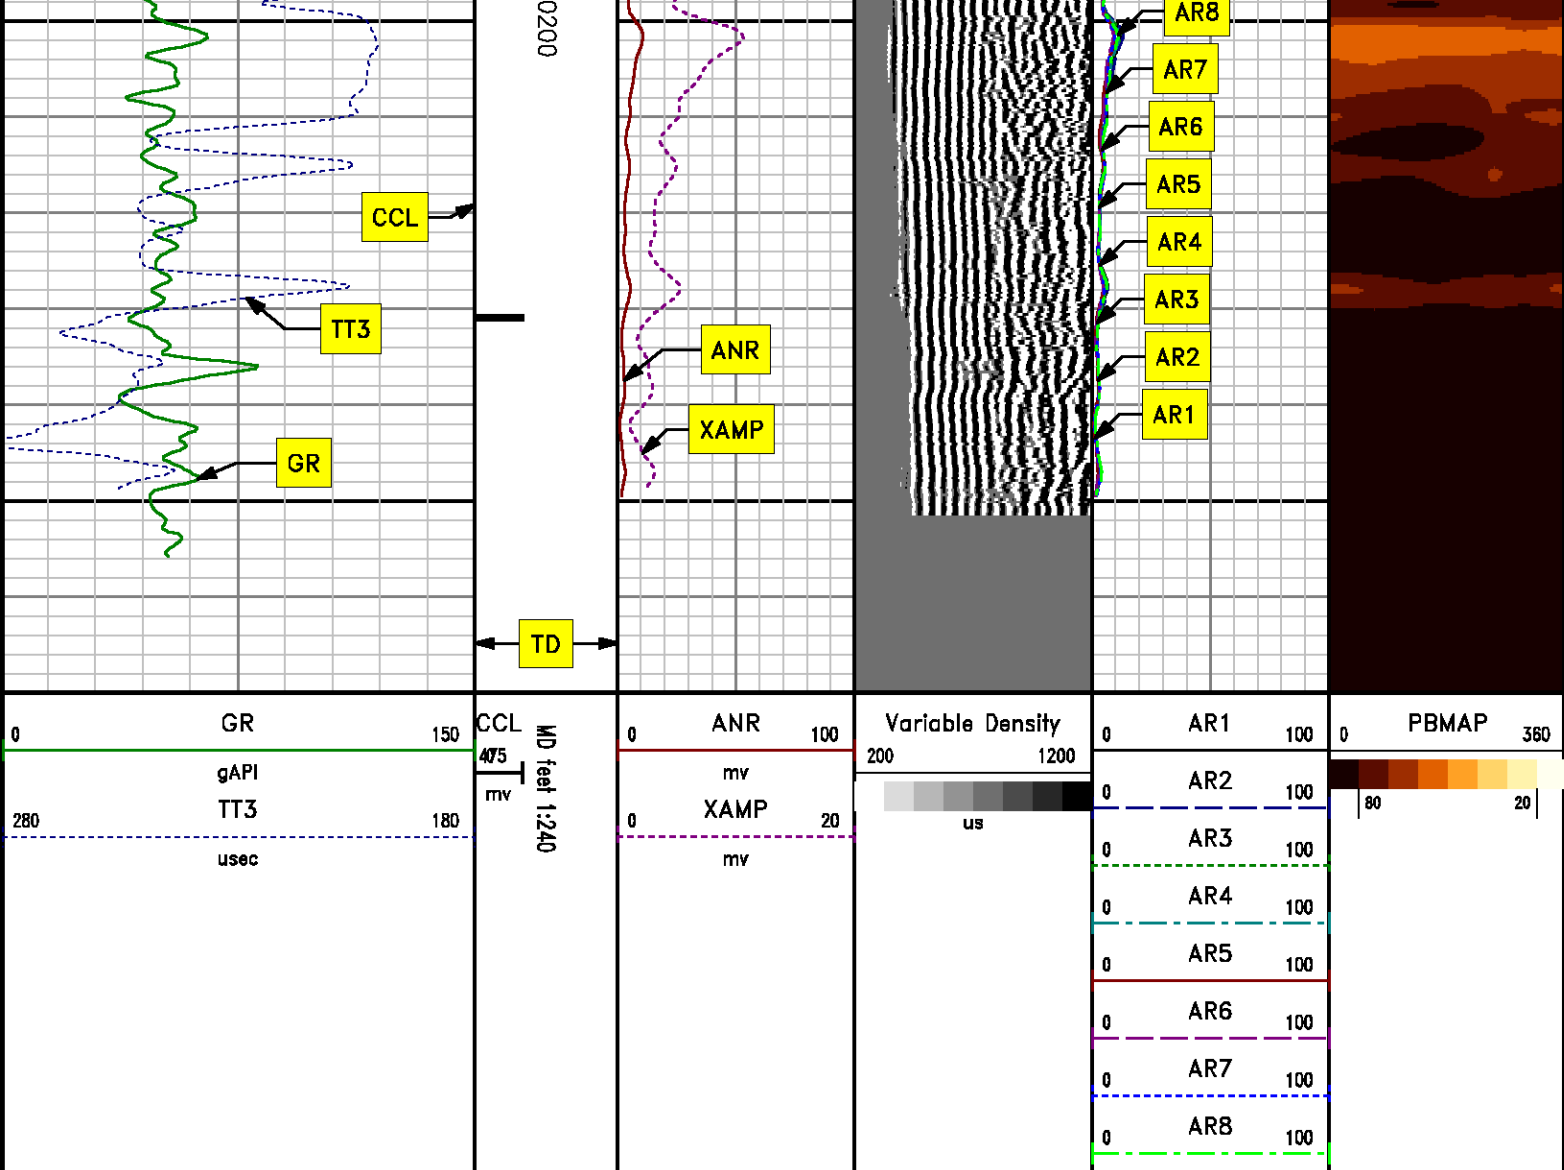 0200
AR8
AR7
AR6
AR5
CCL
AR4
AR3
TT3
ANR
AR2
XAMP
AR1
GR
TD
GR
0 150
gAPI
TT3
280 180
usec
CCL
475
mv
MD feet 1:240
ANR
0 100
mv
XAMP
0 20
mv
Variable Density
200 1200
us
AR1
0 100
AR2
0 100
AR3
0 100
AR4
0 100
AR5
0 100
AR6
0 100
AR7
0 100
AR8
0 100
PBMAP
0 360
80 20